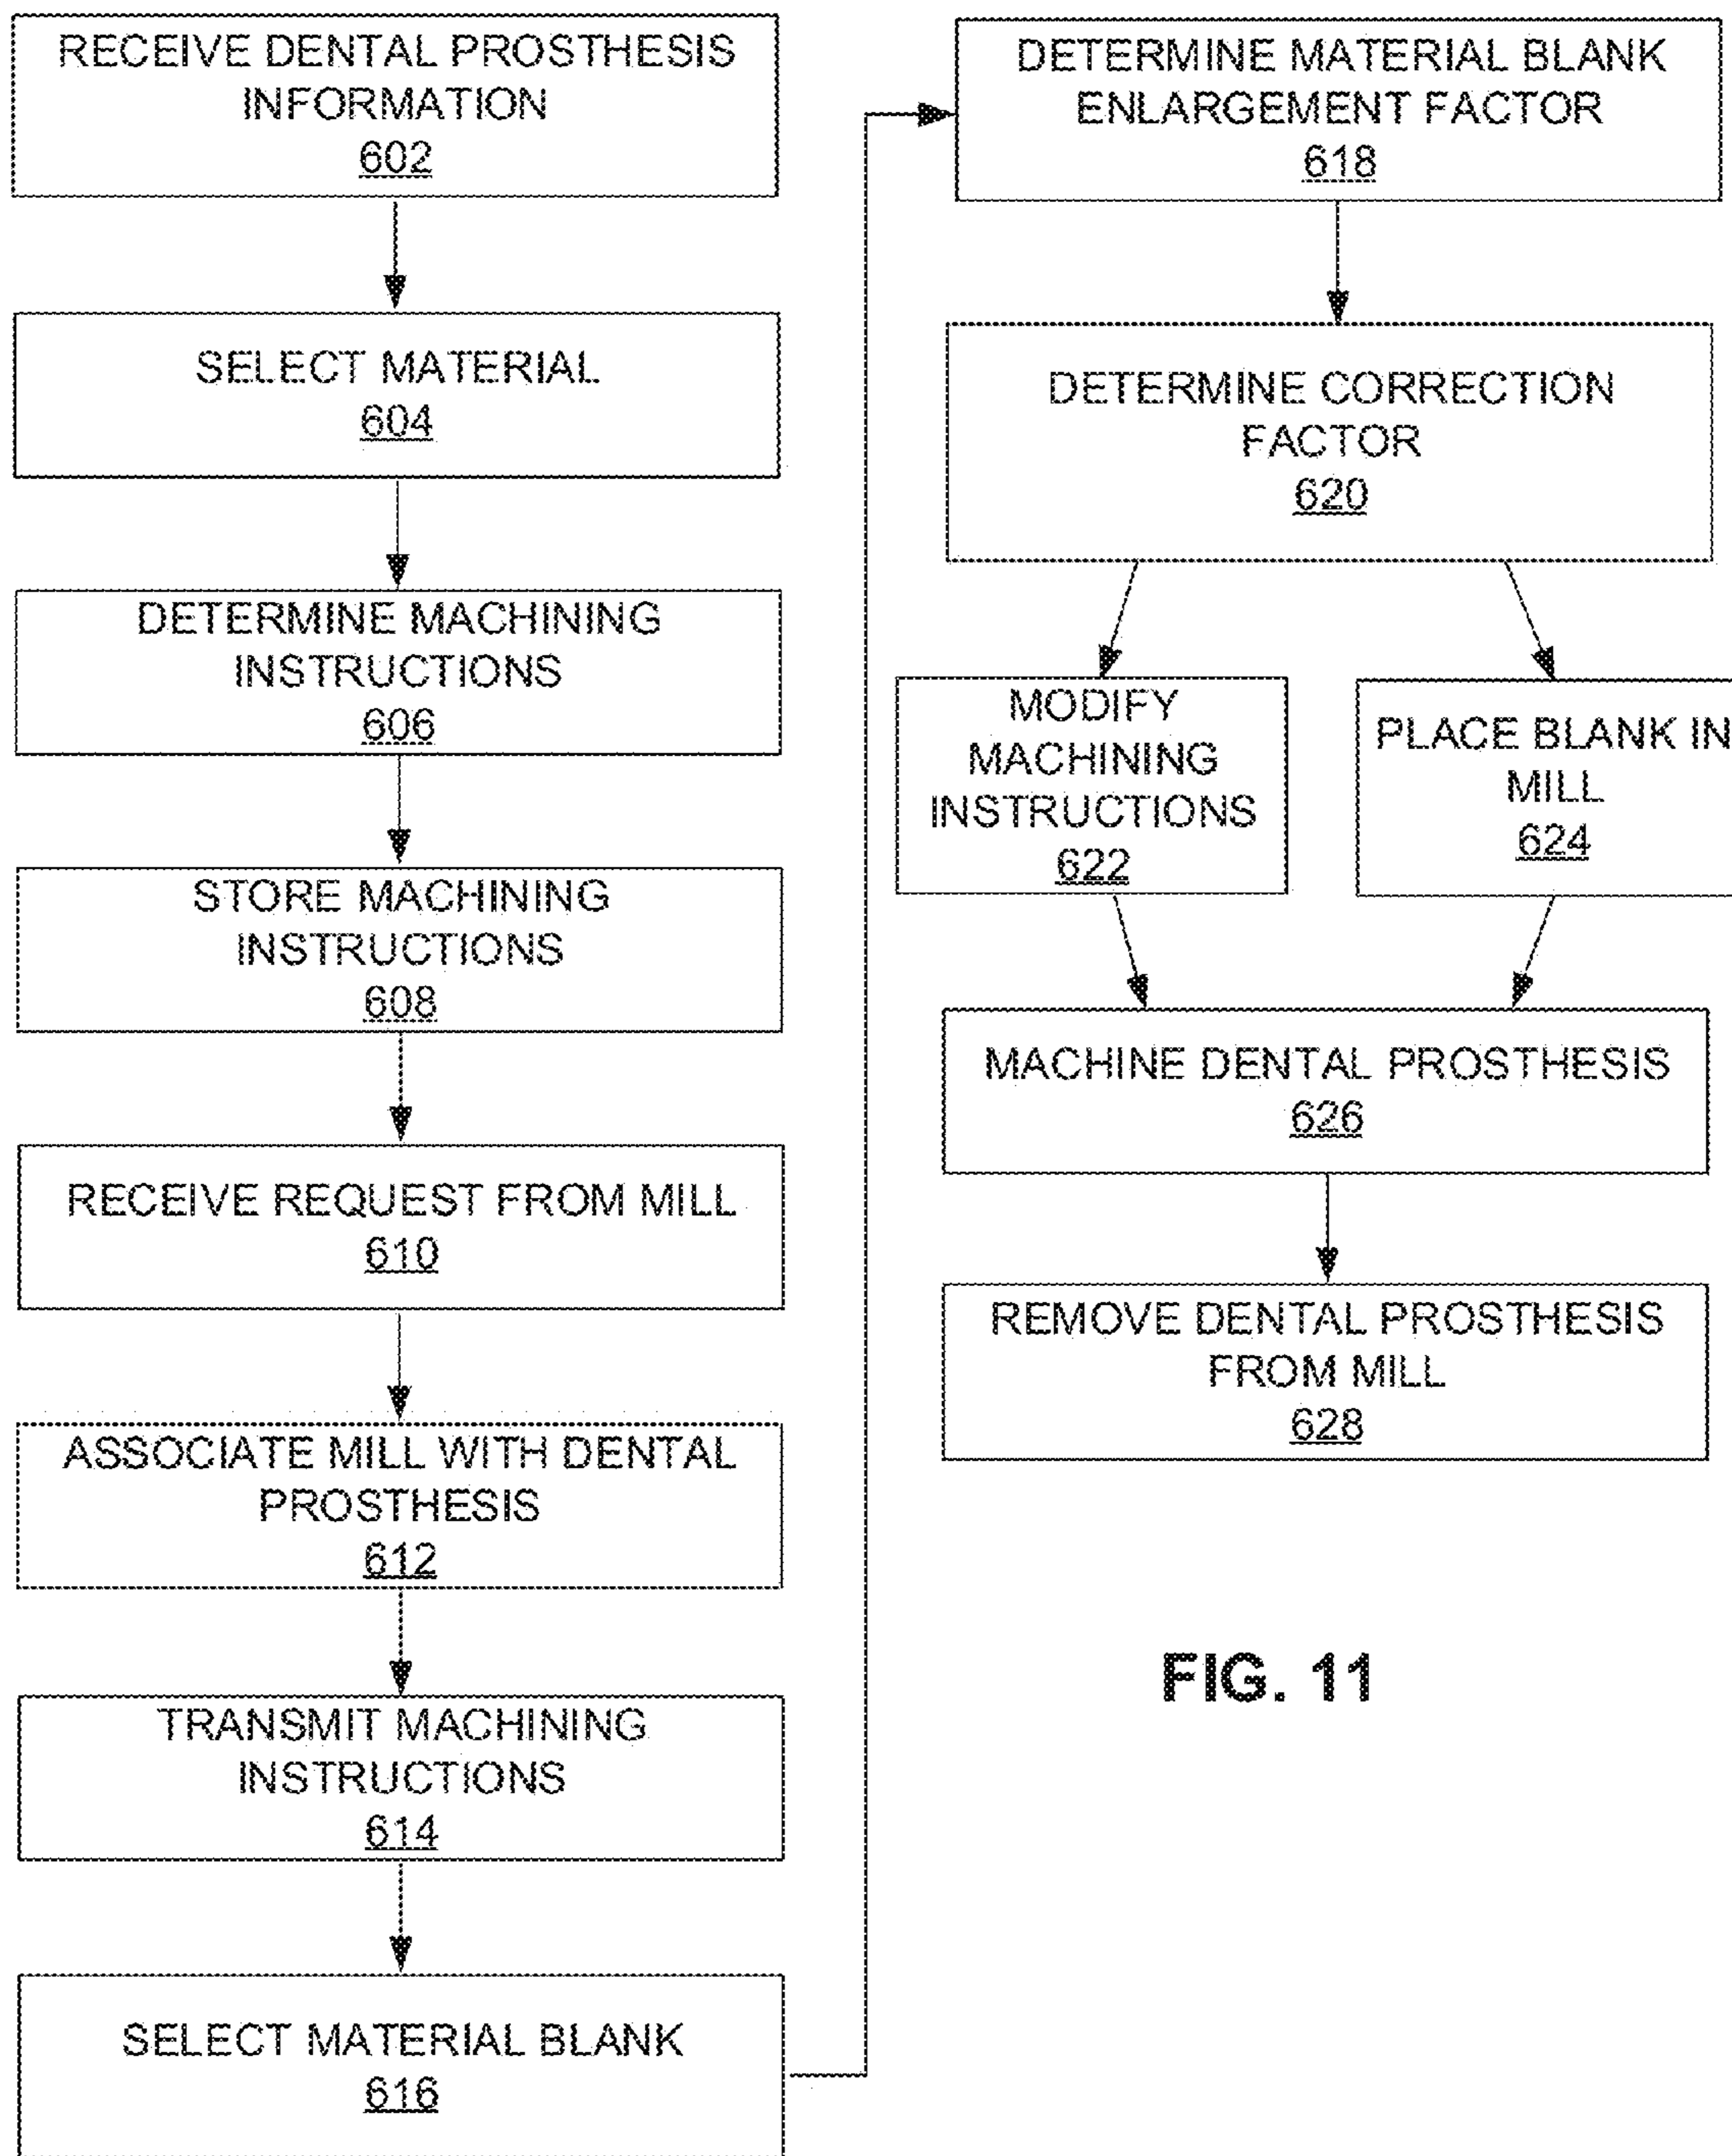 RECEIVE DENTAL PROSTHESIS
INFORMATION
602
SELECT MATERIAL
604
DETERMINE MACHINING
INSTRUCTIONS
606
STORE MACHINING
INSTRUCTIONS
608
RECEIVE REQUEST FROM MILL
610
ASSOCIATE MILL WITH DENTAL
PROSTHESIS
612
TRANSMIT MACHINING
INSTRUCTIONS
614
SELECT MATERIAL BLANK
616
DETERMINE MATERIAL BLANK
ENLARGEMENT FACTOR
618
DETERMINE CORRECTION
FACTOR
620
MODIFY
MACHINING
INSTRUCTIONS
622
PLACE BLANK IN
MILL
624
MACHINE DENTAL PROSTHESIS
626
REMOVE DENTAL PROSTHESIS
FROM MILL
628
FIG. 11